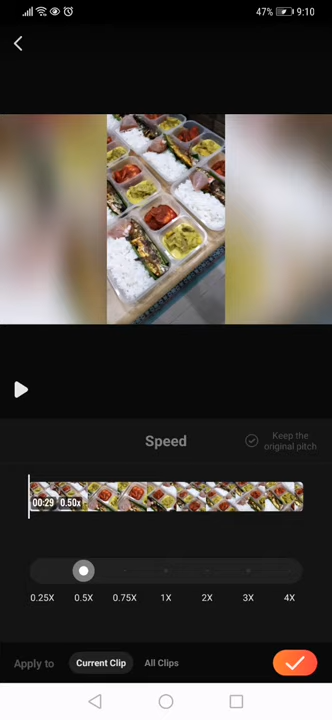 47% 9:10
Speed
Keep the
original pitch
00:29 0.50x
0.25X 0.5X 0.75X 1X 2X 3X 4X
Apply to Current Clip All Clips